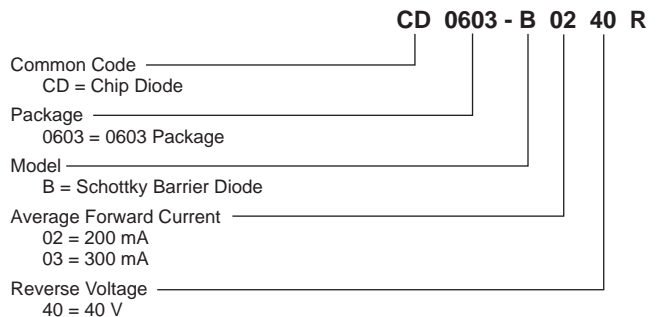 CD 0603 - B 02 40 R
Common Code
CD = Chip Diode
Package
0603 = 0603 Package
Model
B = Schottky Barrier Diode
Average Forward Current
02 = 200 mA
03 = 300 mA
Reverse Voltage
40 = 40 V